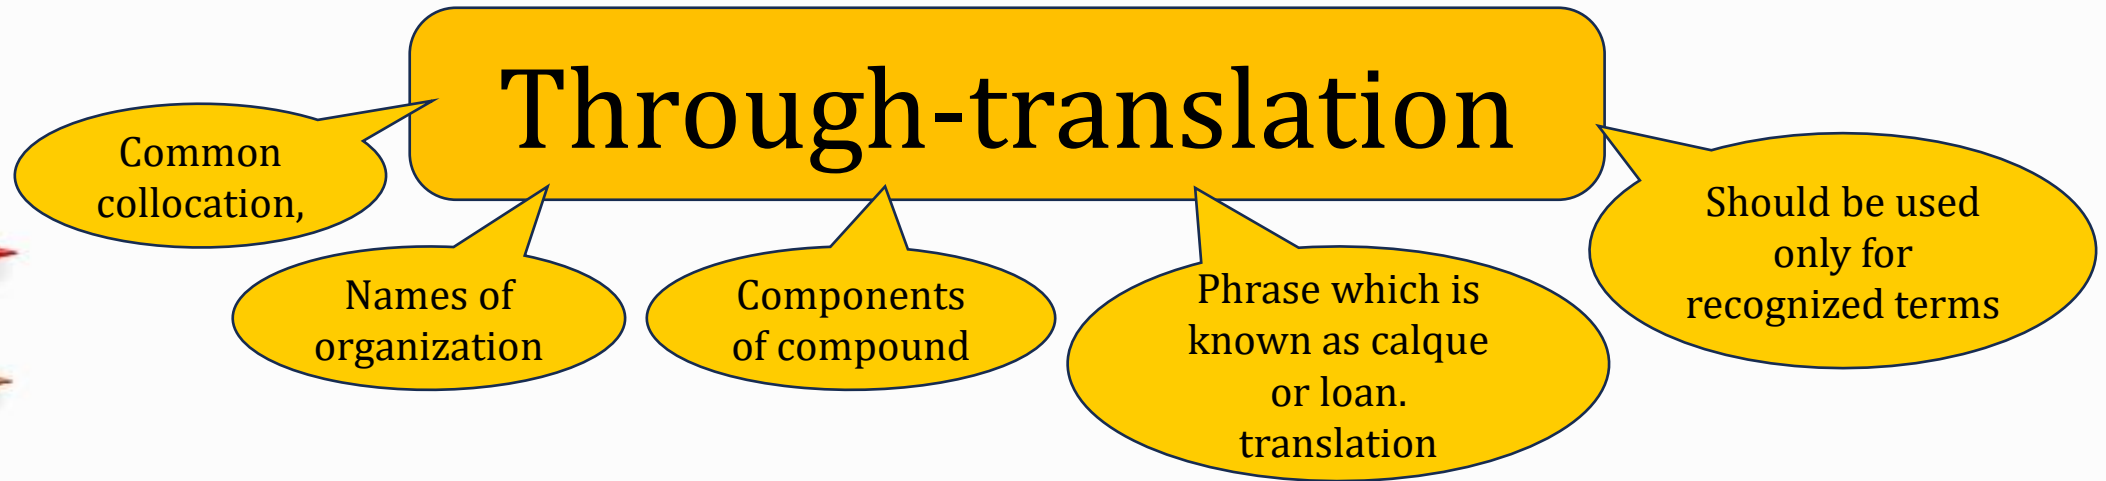 Through-translation
Common
collocation,
Names of
organization
Components
of compound
Phrase which is
known as calque
or loan.
translation
Should be used
only for
recognized terms